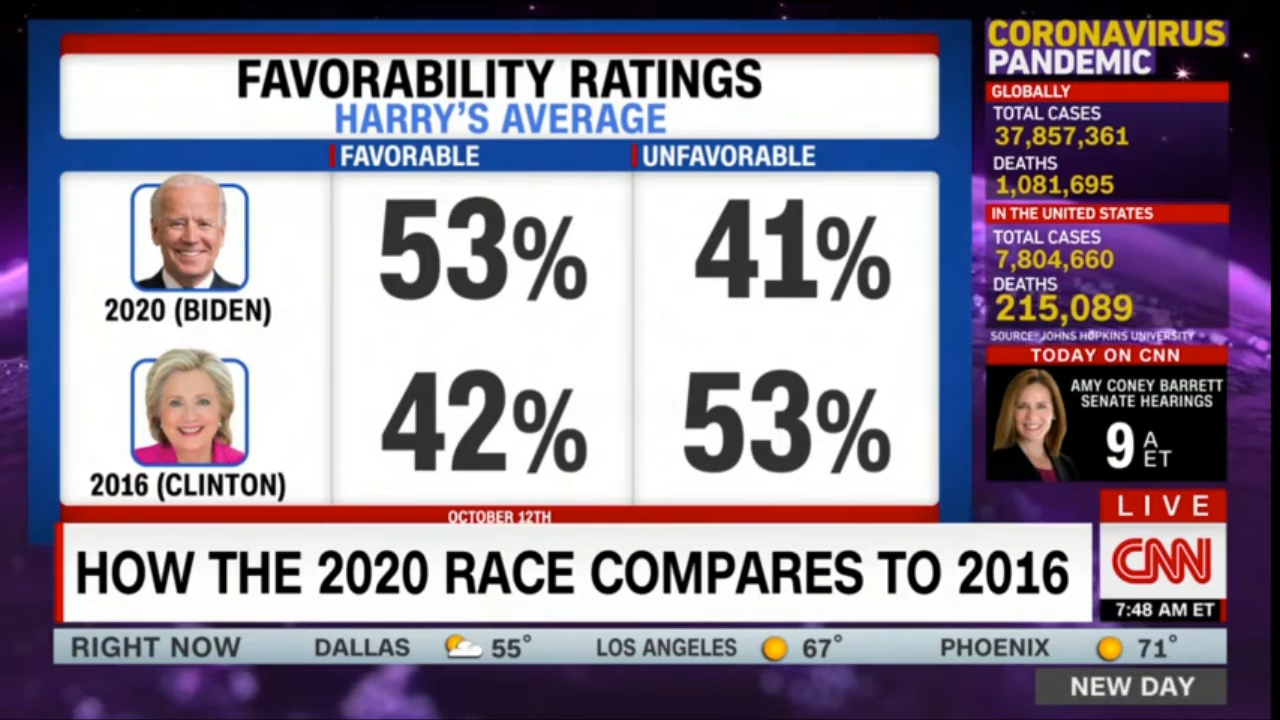 FAVORABILITY RATINGS
HARRY'S AVERAGE
FAVORABLE
UNFAVORABLE
53%
41%
2020 (BIDEN)
42%
53%
2016 (CLINTON)
OCTOBER 12TH
HOW THE 2020 RACE COMPARES TO 2016
CORONAVIRUS
PANDEMIC
GLOBALLY
TOTAL CASES
37,857,361
DEATHS
1,081,695
IN THE UNITED STATES
TOTAL CASES
7,804,660
DEATHS
215,089
SOURCE: JOHNS HOPKINS UNIVERSITY
TODAY ON CNN
AMY CONEY BARRETT
SENATE HEARINGS
9 A ET
LIVE
CNN
7:48 AM ET
RIGHT NOW DALLAS 55° LOS ANGELES 67° PHOENIX 71°
NEW DAY